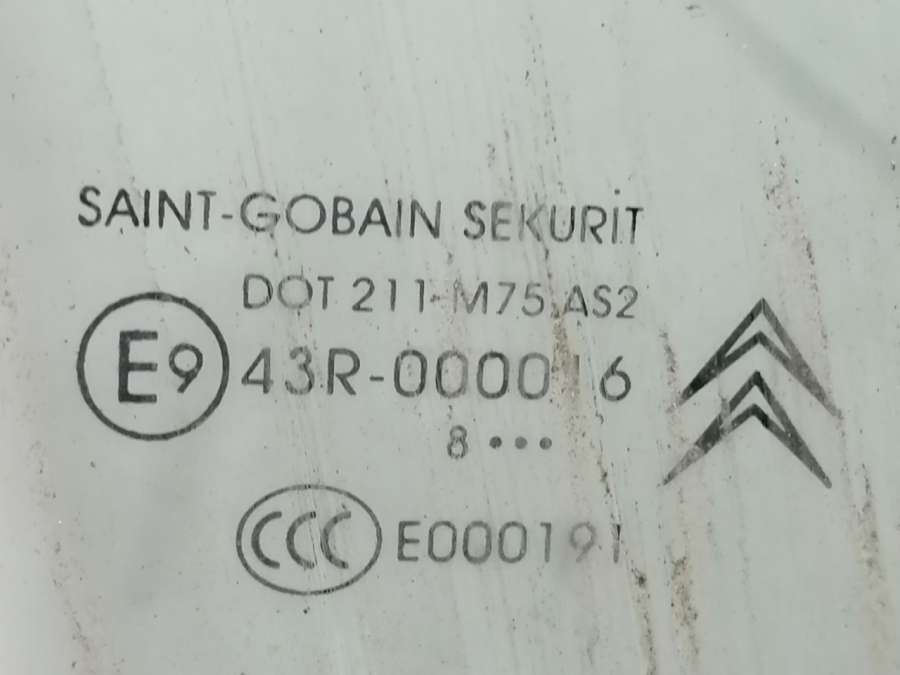 SAINT-GOBAIN SEKURIT
DOT 211-M75 AS2
E9 43R-000016
8 •••
CCC E000191